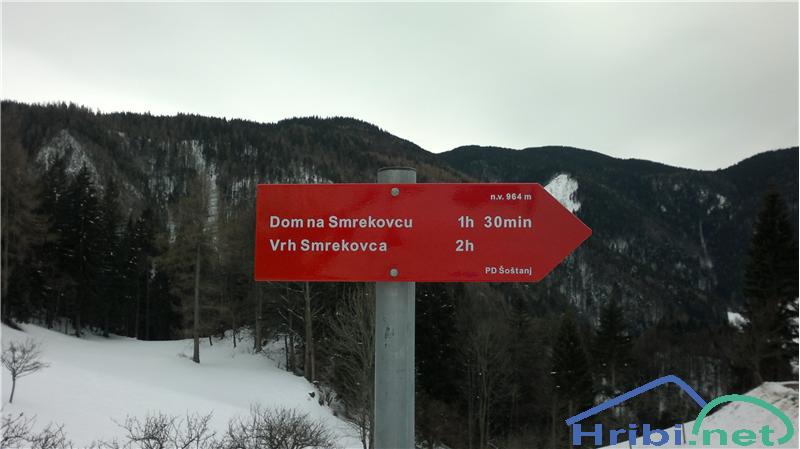 n.v. 964 m
Dom na Smrekovcu 1h 30min
Vrh Smrekovca 2h
PD Šoštanj
Hribi.net